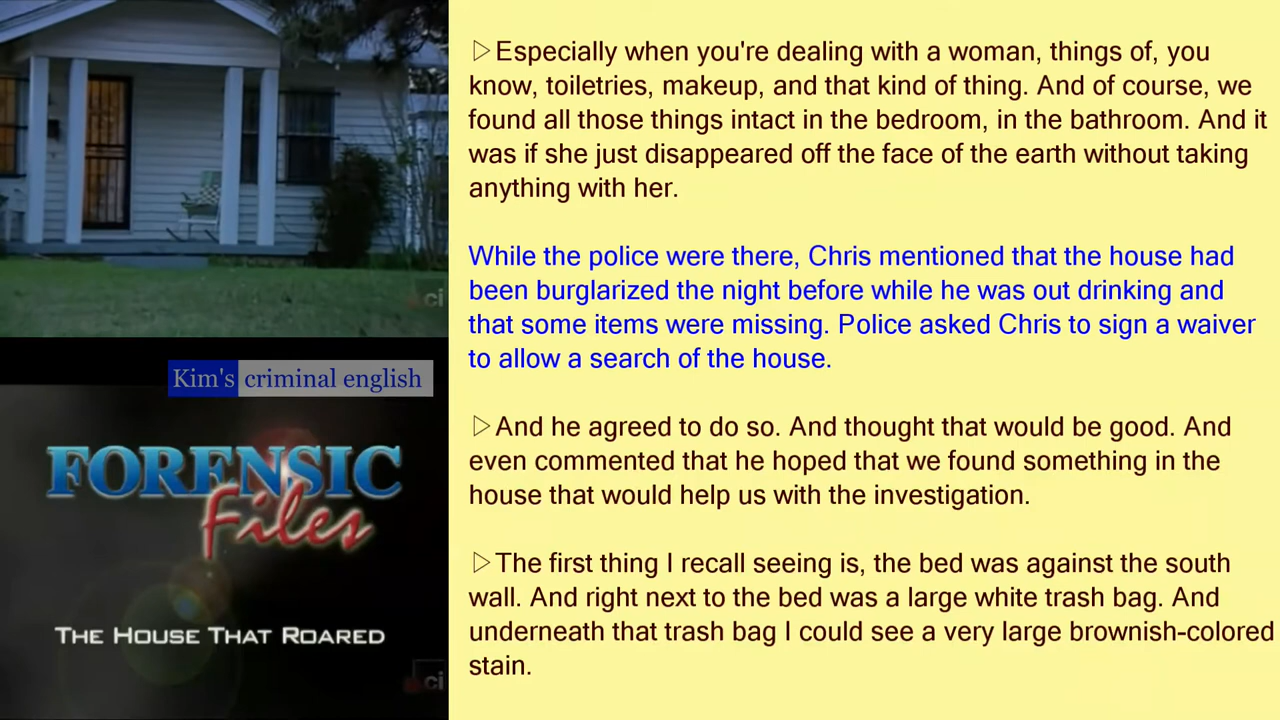 ▷Especially when you're dealing with a woman, things of, you
know, toiletries, makeup, and that kind of thing. And of course, we
found all those things intact in the bedroom, in the bathroom. And it
was if she just disappeared off the face of the earth without taking
anything with her.
While the police were there, Chris mentioned that the house had
been burglarized the night before while he was out drinking and
that some items were missing. Police asked Chris to sign a waiver
to allow a search of the house.
▷And he agreed to do so. And thought that would be good. And
even commented that he hoped that we found something in the
house that would help us with the investigation.
▷The first thing I recall seeing is, the bed was against the south
wall. And right next to the bed was a large white trash bag. And
underneath that trash bag I could see a very large brownish-colored
stain.
ci
Kim's criminal english
FORENSIC
Files
THE HOUSE THAT ROARED
ci